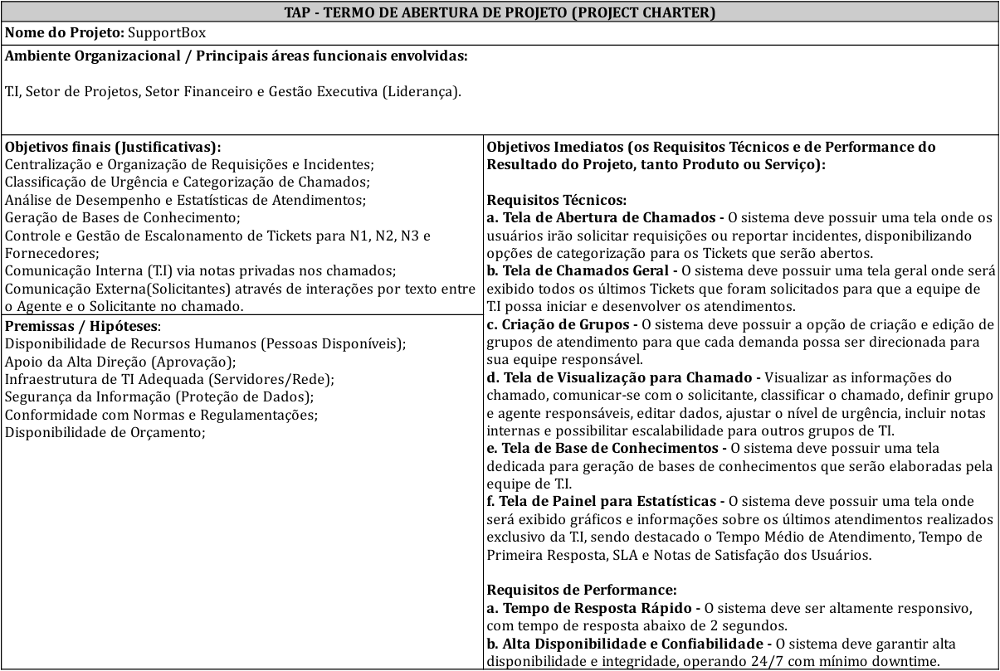 TAP - TERMO DE ABERTURA DE PROJETO (PROJECT CHARTER)
Nome do Projeto: SupportBox
Ambiente Organizacional / Principais áreas funcionais envolvidas:
T.I, Setor de Projetos, Setor Financeiro e Gestão Executiva (Liderança).
Objetivos finais (Justificativas):
Centralização e Organização de Requisições e Incidentes;
Classificação de Urgência e Categorização de Chamados;
Análise de Desempenho e Estatísticas de Atendimentos;
Geração de Bases de Conhecimento;
Controle e Gestão de Escalonamento de Tickets para N1, N2, N3 e
Fornecedores;
Comunicação Interna (T.I) via notas privadas nos chamados;
Comunicação Externa(Solicitantes) através de interações por texto entre
o Agente e o Solicitante no chamado.
Premissas / Hipóteses:
Disponibilidade de Recursos Humanos (Pessoas Disponíveis);
Apoio da Alta Direção (Aprovação);
Infraestrutura de TI Adequada (Servidores/Rede);
Segurança da Informação (Proteção de Dados);
Conformidade com Normas e Regulamentações;
Disponibilidade de Orçamento;
Objetivos Imediatos (os Requisitos Técnicos e de Performance do
Resultado do Projeto, tanto Produto ou Serviço):
Requisitos Técnicos:
a. Tela de Abertura de Chamados - O sistema deve possuir uma tela onde os
usuários irão solicitar requisições ou reportar incidentes, disponibilizando
opções de categorização para os Tickets que serão abertos.
b. Tela de Chamados Geral - O sistema deve possuir uma tela geral onde será
exibido todos os últimos Tickets que foram solicitados para que a equipe de
T.I possa iniciar e desenvolver os atendimentos.
c. Criação de Grupos - O sistema deve possuir a opção de criação e edição de
grupos de atendimento para que cada demanda possa ser direcionada para
sua equipe responsável.
d. Tela de Visualização para Chamado - Visualizar as informações do
chamado, comunicar-se com o solicitante, classificar o chamado, definir grupo
e agente responsáveis, editar dados, ajustar o nível de urgência, incluir notas
internas e possibilitar escalabilidade para outros grupos de TI.
e. Tela de Base de Conhecimentos - O sistema deve possuir uma tela
dedicada para geração de bases de conhecimentos que serão elaboradas pela
equipe de T.I.
f. Tela de Painel para Estatísticas - O sistema deve possuir uma tela onde
será exibido gráficos e informações sobre os últimos atendimentos realizados
exclusivo da T.I, sendo destacado o Tempo Médio de Atendimento, Tempo de
Primeira Resposta, SLA e Notas de Satisfação dos Usuários.
Requisitos de Performance:
a. Tempo de Resposta Rápido - O sistema deve ser altamente responsivo,
com tempo de resposta abaixo de 2 segundos.
b. Alta Disponibilidade e Confiabilidade - O sistema deve garantir alta
disponibilidade e integridade, operando 24/7 com mínimo downtime.